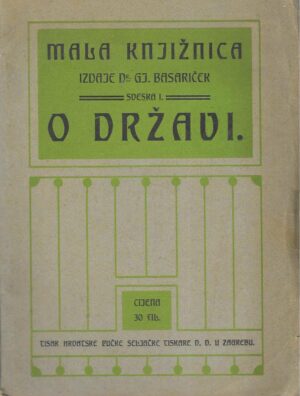 MALA KNJIŽNICA
IZDAJE DR. GJ. BASARIČEK
SVESKA I.
O DRŽAVI.
CIJENA
30 FIL.
TISAK HRVATSKE PUČKE SELJAČKE TISKARE D. D. U ZAGREBU.